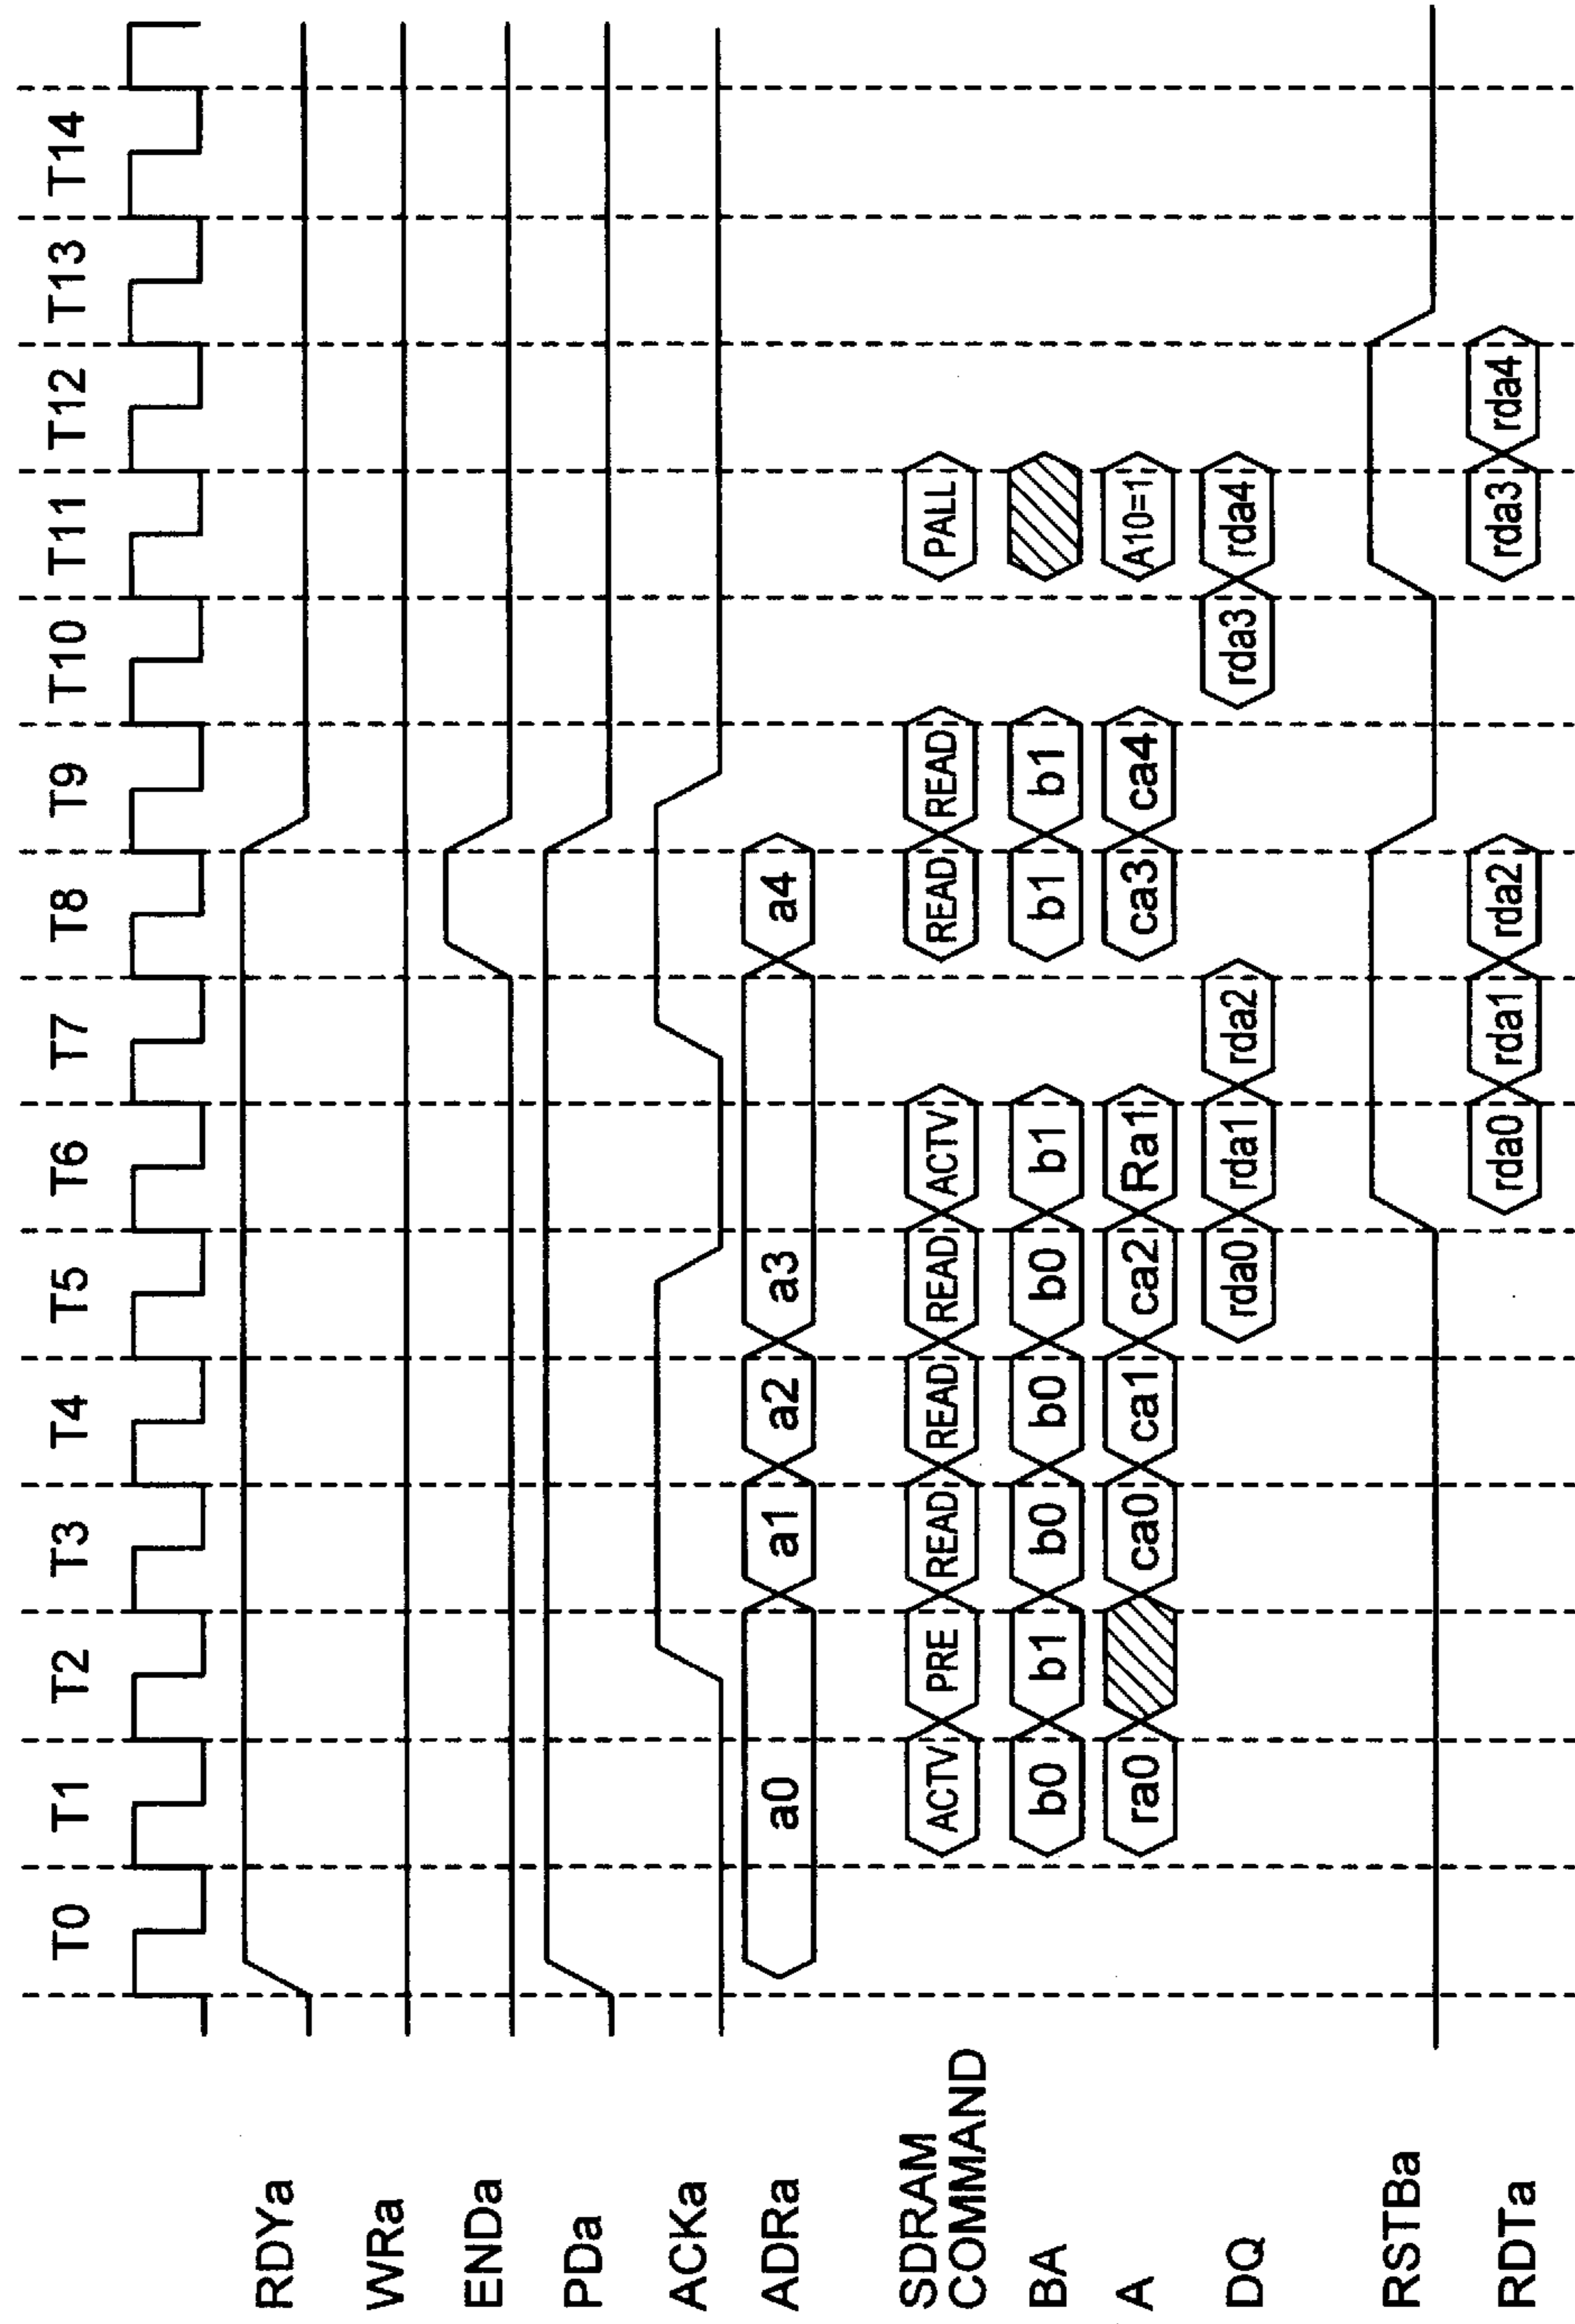 T0 T1 T2 T3 T4 T5 T6 T7 T8 T9 T10 T11 T12 T13 T14
RDYa
WRa
ENDa
PDa
ACKa
ADRa a0 a1 a2 a3 a4
SDRAM
COMMAND ACTV PRE READ READ READ ACTV READ READ PALL
BA b0 b1 b0 b0 b0 b1 b1 b1
A ra0 ca0 ca1 ca2 Ra1 ca3 ca4 A10=1
DQ rda0 rda1 rda2 rda3 rda4
RSTBa
RDTa rda0 rda1 rda2 rda3 rda4